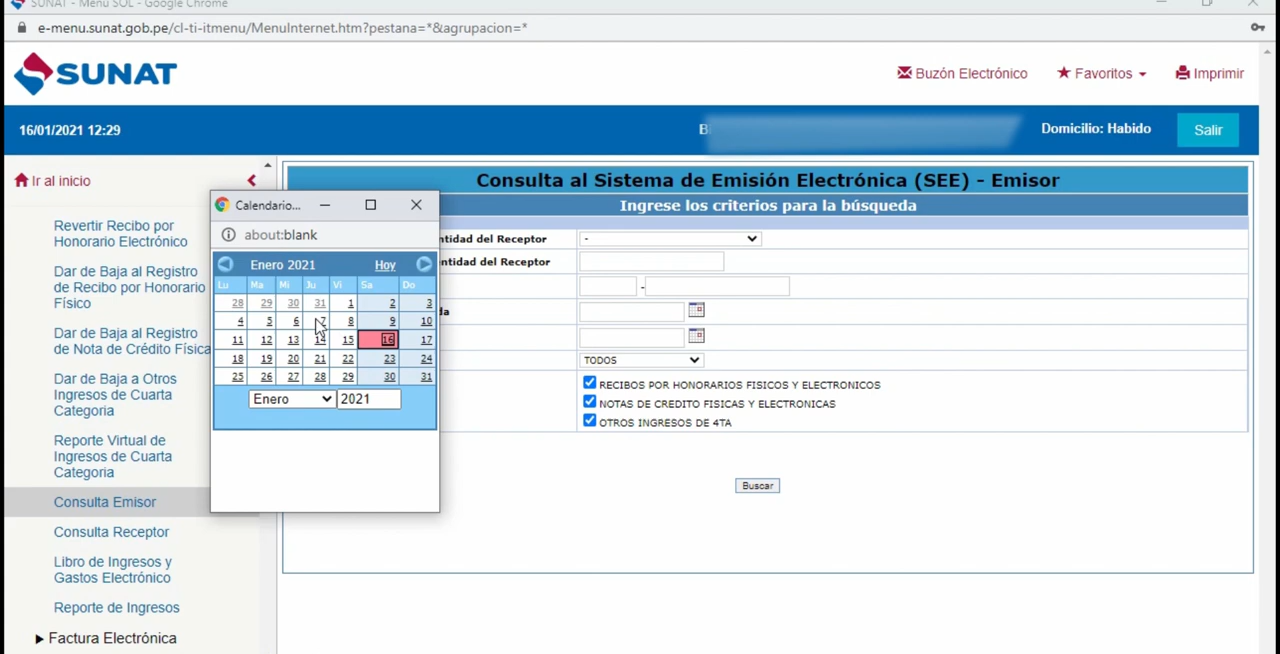 SUNAT - Menú SOL - Google Chrome
e-menu.sunat.gob.pe/cl-ti-itmenu/MenuInternet.htm?pestana=*&agrupacion=*
SUNAT
Buzón Electrónico
Favoritos
Imprimir
16/01/2021 12:29
Domicilio: Habido
Salir
Ir al inicio
Revertir Recibo por
Honorario Electrónico
Dar de Baja al Registro
de Recibo por Honorario
Físico
Dar de Baja al Registro
de Nota de Crédito Física
Dar de Baja a Otros
Ingresos de Cuarta
Categoria
Reporte Virtual de
Ingresos de Cuarta
Categoria
Consulta Emisor
Consulta Receptor
Libro de Ingresos y
Gastos Electrónico
Reporte de Ingresos
Factura Electrónica
Calendario...
about:blank
Enero 2021 Hoy
Lu Ma Mi Ju Vi Sa Do
28 29 30 31 1 2 3
4 5 6 7 8 9 10
11 12 13 14 15 16 17
18 19 20 21 22 23 24
25 26 27 28 29 30 31
Enero 2021
Consulta al Sistema de Emisión Electrónica (SEE) - Emisor
Ingrese los criterios para la búsqueda
ntidad del Receptor -
entidad del Receptor
-
da
TODOS
RECIBOS POR HONORARIOS FISICOS Y ELECTRONICOS
NOTAS DE CREDITO FISICAS Y ELECTRONICAS
OTROS INGRESOS DE 4TA
Buscar